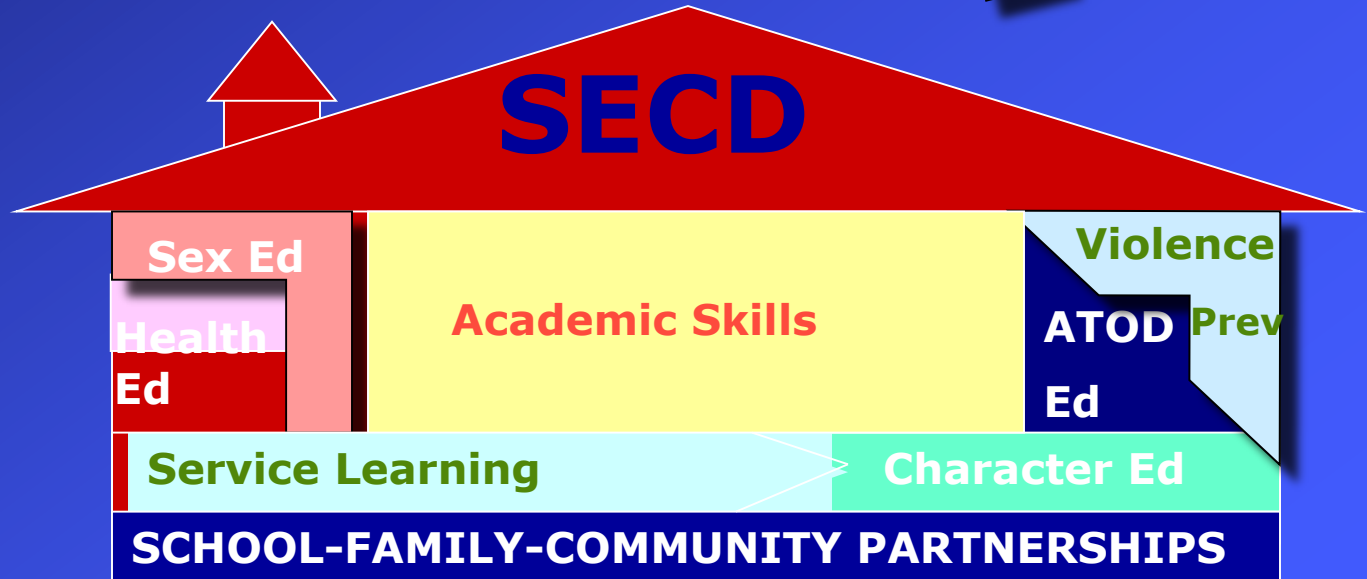 SECD
Sex Ed
Health
Ed
Academic Skills
Violence
Prev
ATOD
Ed
Service Learning
Character Ed
SCHOOL-FAMILY-COMMUNITY PARTNERSHIPS